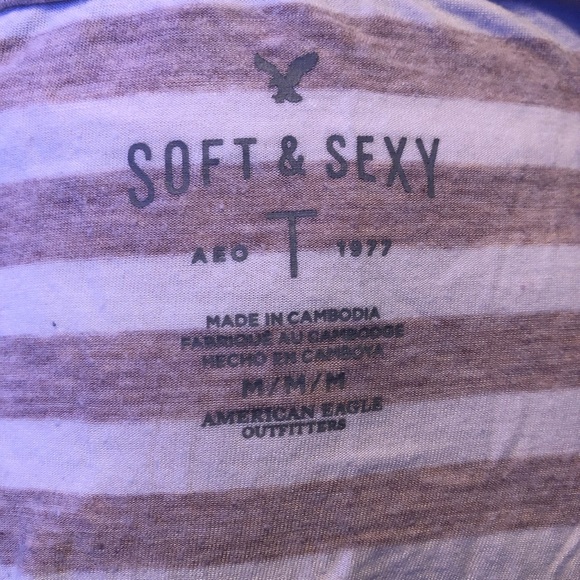 SOFT & SEXY
T
AEO 1977
MADE IN CAMBODIA
FABRIQUÉ AU CAMBODGE
HECHO EN CAMBOYA
M/M/M
AMERICAN EAGLE
OUTFITTERS